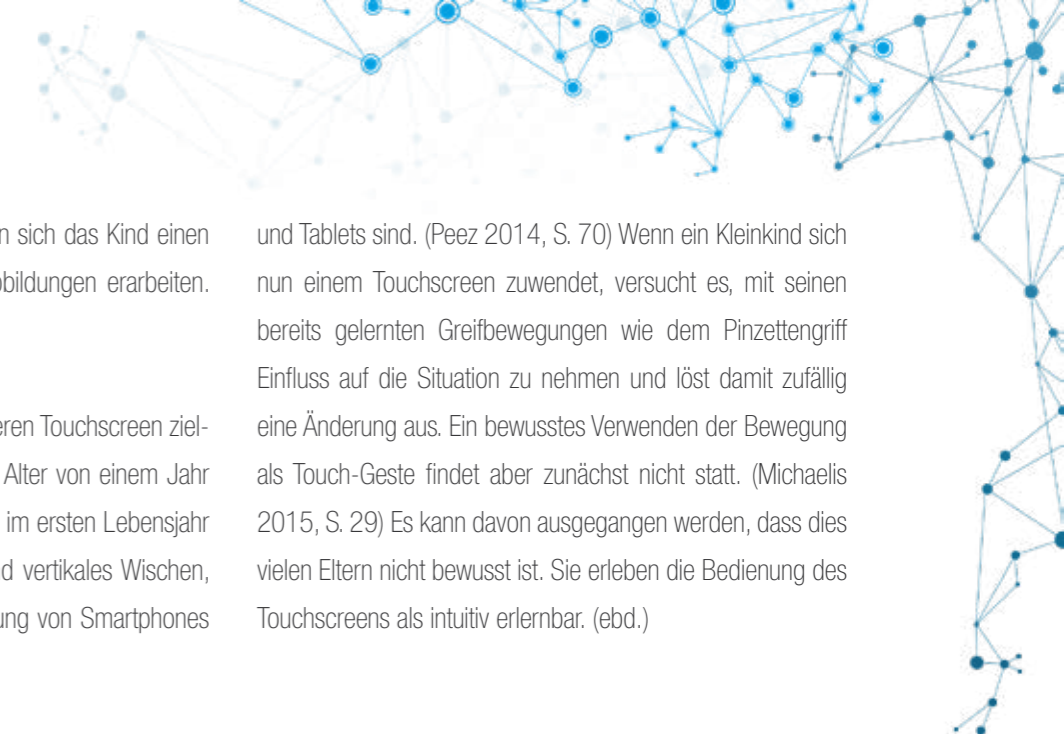 n sich das Kind einen
bildungen erarbeiten.
eren Touchscreen ziel-
Alter von einem Jahr
im ersten Lebensjahr
d vertikales Wischen,
ung von Smartphones
und Tablets sind. (Peez 2014, S. 70) Wenn ein Kleinkind sich
nun einem Touchscreen zuwendet, versucht es, mit seinen
bereits gelernten Greifbewegungen wie dem Pinzettengriff
Einfluss auf die Situation zu nehmen und löst damit zufällig
eine Änderung aus. Ein bewusstes Verwenden der Bewegung
als Touch-Geste findet aber zunächst nicht statt. (Michaelis
2015, S. 29) Es kann davon ausgegangen werden, dass dies
vielen Eltern nicht bewusst ist. Sie erleben die Bedienung des
Touchscreens als intuitiv erlernbar. (ebd.)